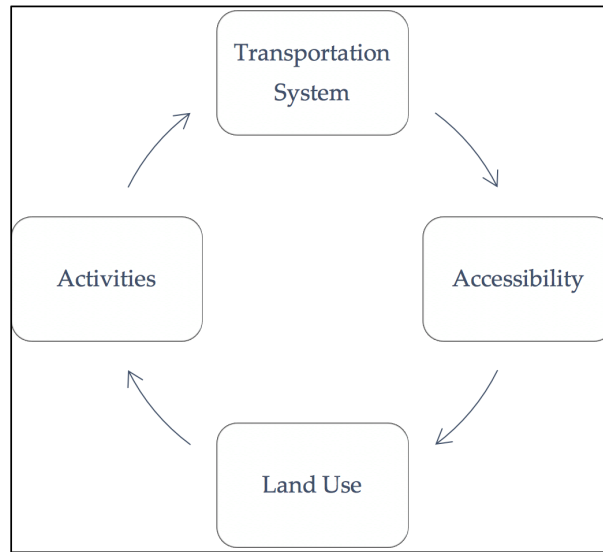 Transportation
System
Activities
Accessibility
Land Use